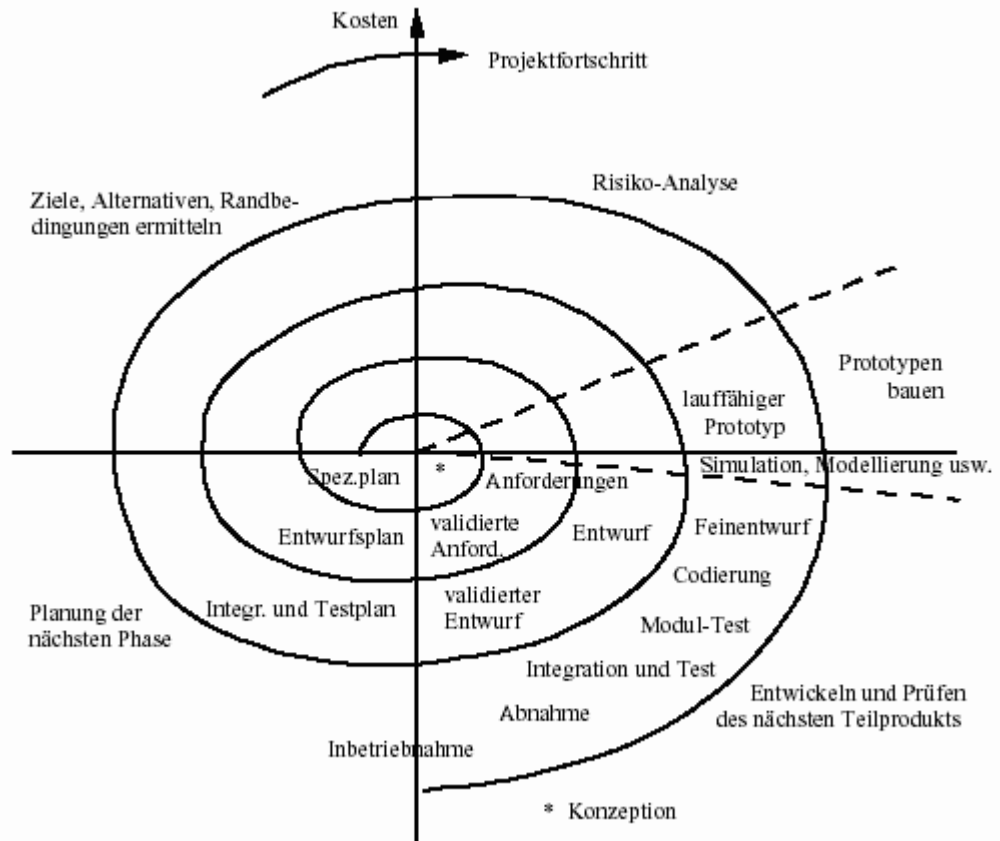 Kosten
Projektfortschritt
Risiko-Analyse
Ziele, Alternativen, Randbe-
dingungen ermitteln
Prototypen
bauen
lauffähiger
Prototyp
Simulation, Modellierung usw.
Spez.plan
*
Anforderungen
validierte
Anford.
Entwurfsplan
Entwurf
Feinentwurf
Codierung
validierter
Entwurf
Integr. und Testplan
Planung der
nächsten Phase
Modul-Test
Integration und Test
Entwickeln und Prüfen
des nächsten Teilprodukts
Abnahme
Inbetriebnahme
* Konzeption